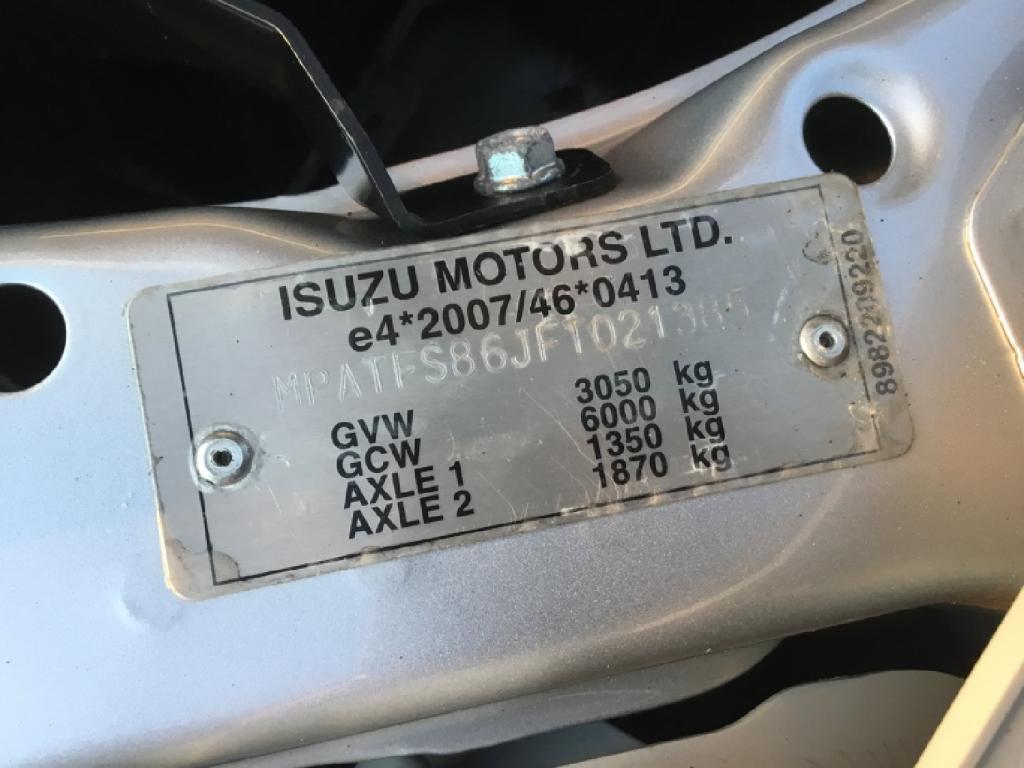 ISUZU MOTORS LTD.
e4*2007/46*0413
MPATFS86JFT021385
GVW 3050 kg
GCW 6000 kg
AXLE 1 1350 kg
AXLE 2 1870 kg
8982209220